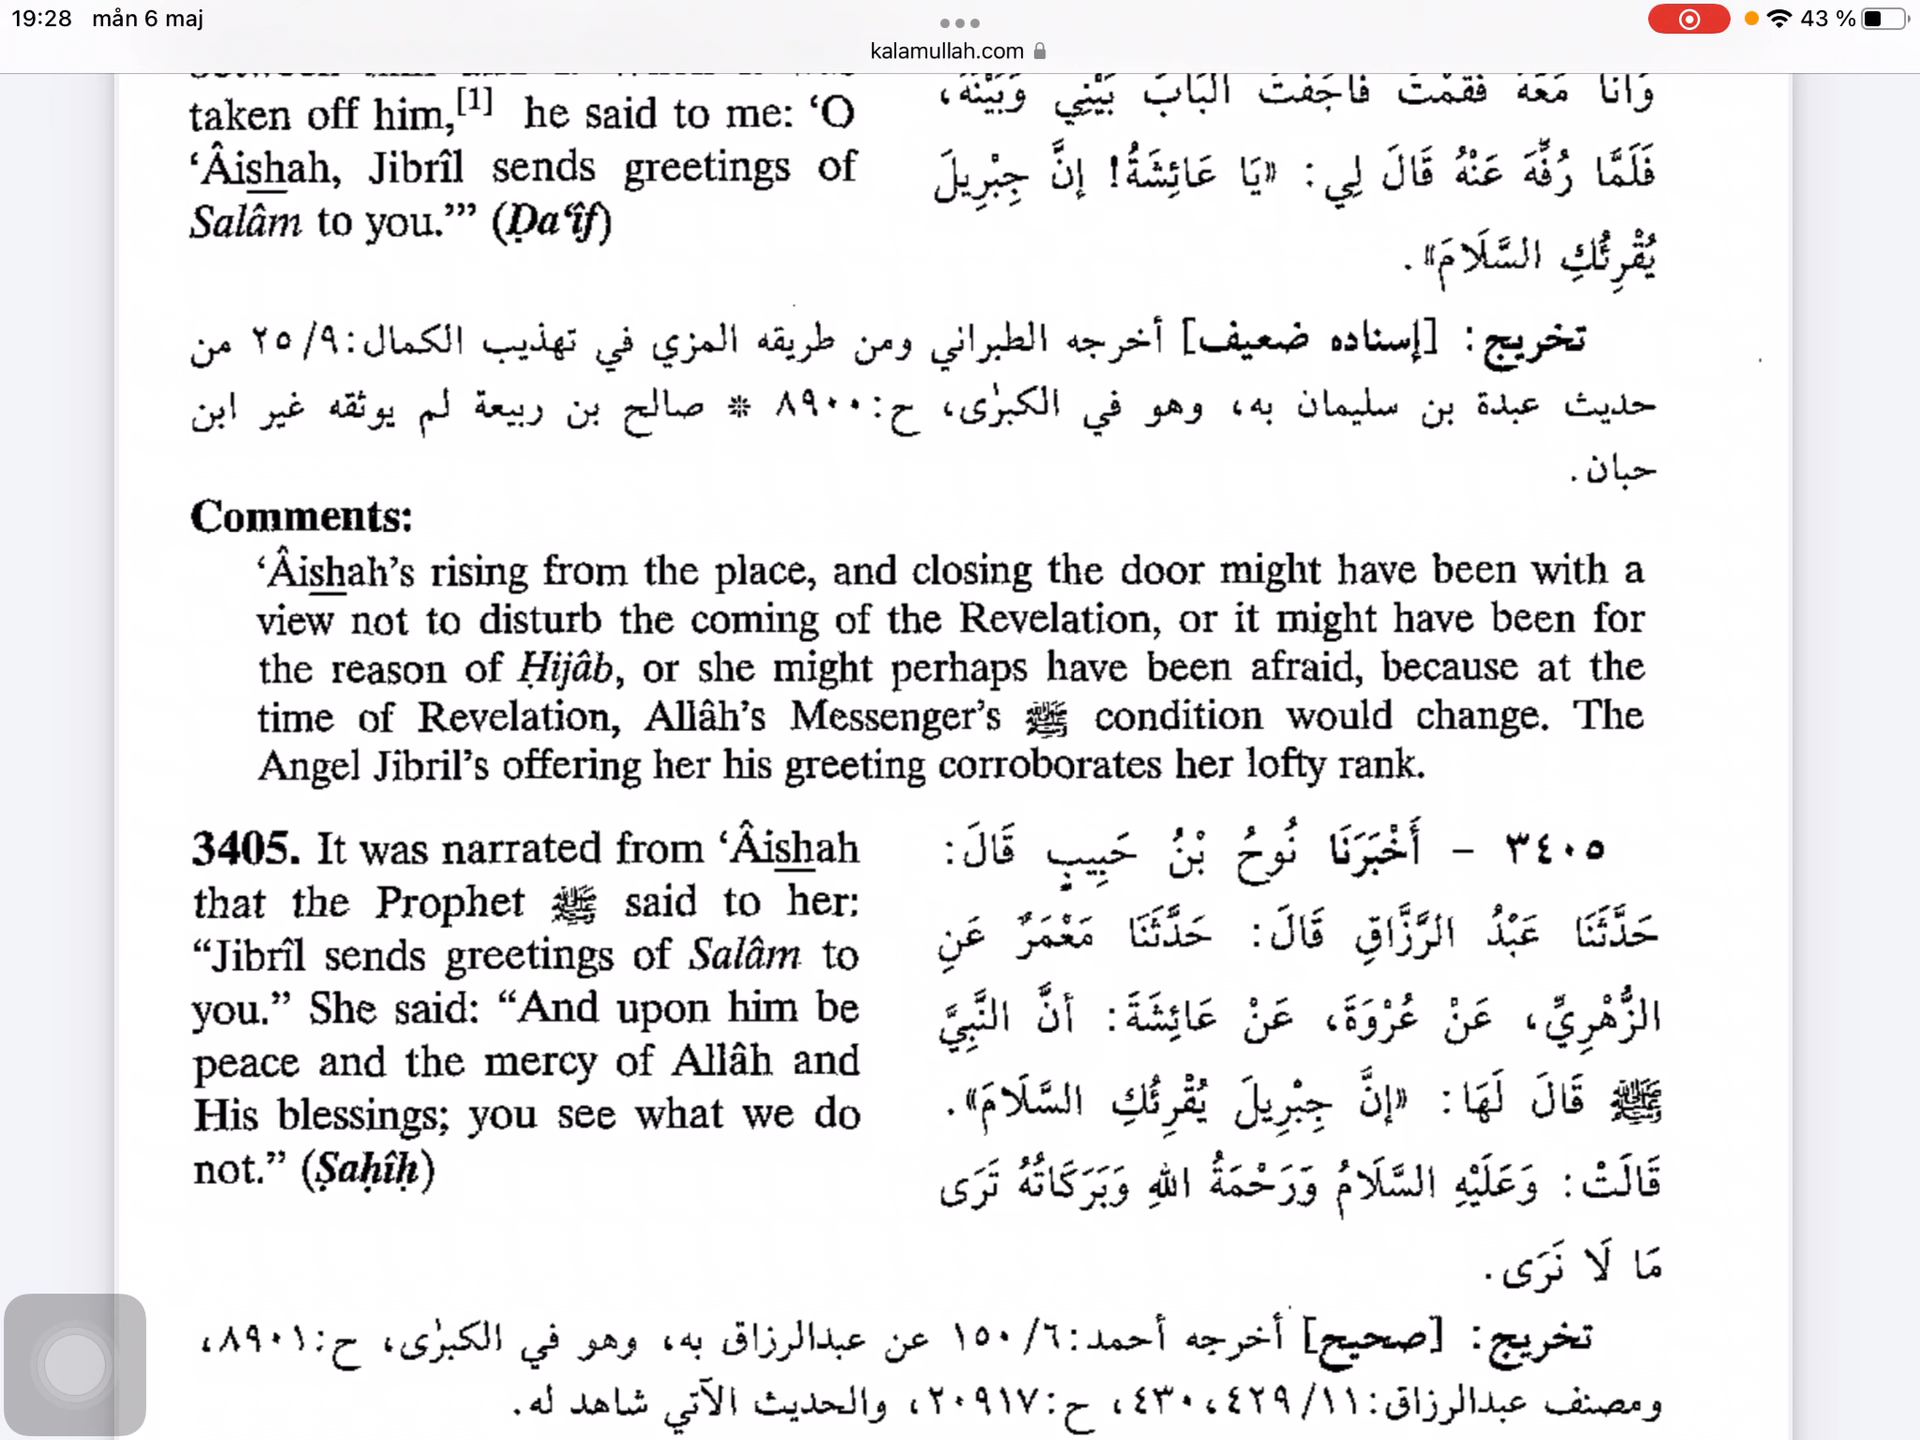 19:28 mån 6 maj
43 %
kalamullah.com
taken off him,[1] he said to me: ‘O
‘Âishah, Jibrîl sends greetings of
Salâm to you.’” (Ḍa‘îf)
وَأَنَا مَعَهُ فَقُمْتُ فَأَجَفْتُ الْبَابَ بَيْنِي وَبَيْنَهُ،
فَلَمَّا رُفِّهَ عَنْهُ قَالَ لِي: «يَا عَائِشَةُ! إِنَّ جِبْرِيلَ
يُقْرِئُكِ السَّلَامَ».
تخريج: [إسناده ضعيف] أخرجه الطبراني ومن طريقه المزي في تهذيب الكمال:٩/ ٢٥ من
حديث عبدة بن سليمان به، وهو في الكبرٰى، ح:٨٩٠٠ * صالح بن ربيعة لم يوثقه غير ابن
حبان.
Comments:
‘Âishah’s rising from the place, and closing the door might have been with a
view not to disturb the coming of the Revelation, or it might have been for
the reason of Ḥijâb, or she might perhaps have been afraid, because at the
time of Revelation, Allâh’s Messenger’s ﷺ condition would change. The
Angel Jibril’s offering her his greeting corroborates her lofty rank.
3405. It was narrated from ‘Âishah
that the Prophet ﷺ said to her:
“Jibrîl sends greetings of Salâm to
you.” She said: “And upon him be
peace and the mercy of Allâh and
His blessings; you see what we do
not.” (Ṣaḥîḥ)
٣٤٠٥ - أَخْبَرَنَا نُوحُ بْنُ حَبِيبٍ قَالَ:
حَدَّثَنَا عَبْدُ الرَّزَّاقِ قَالَ: حَدَّثَنَا مَعْمَرٌ عَنِ
الزُّهْرِيِّ، عَنْ عُرْوَةَ، عَنْ عَائِشَةَ: أَنَّ النَّبِيَّ
ﷺ قَالَ لَهَا: «إِنَّ جِبْرِيلَ يُقْرِئُكِ السَّلَامَ».
قَالَتْ: وَعَلَيْهِ السَّلَامُ وَرَحْمَةُ اللهِ وَبَرَكَاتُهُ تَرَى
مَا لَا نَرَى.
تخريج: [صحيح] أخرجه أحمد:٦/ ١٥٠ عن عبدالرزاق به، وهو في الكبرٰى، ح:٨٩٠١،
ومصنف عبدالرزاق:١١/ ٤٢٩،٤٣٠، ح:٢٠٩١٧، والحديث الآتي شاهد له.